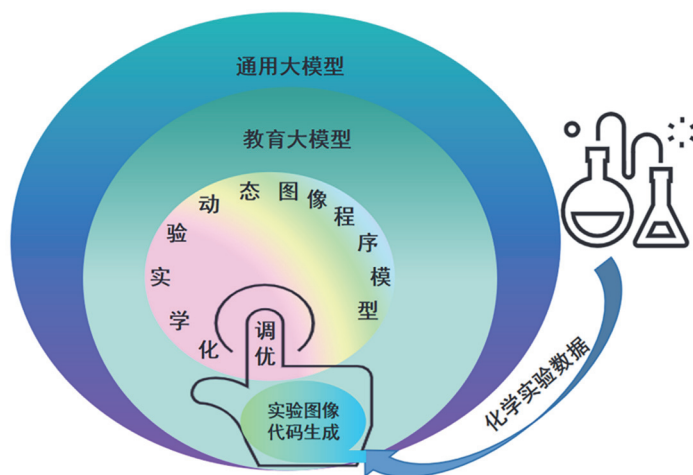 通用大模型
教育大模型
化学实验动态图像程序模型
调
优
实验图像
代码生成
化学实验数据